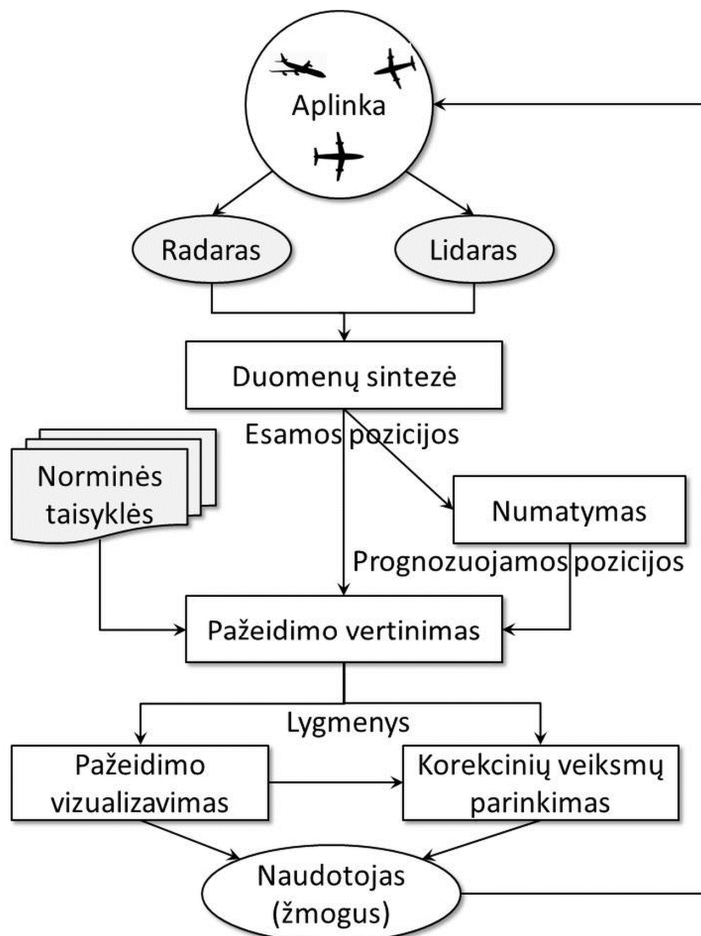 Aplinka
Radaras
Lidaras
Duomenų sintezė
Esamos pozicijos
Norminės
taisyklės
Numatymas
Prognozuojamos pozicijos
Pažeidimo vertinimas
Lygmenys
Pažeidimo
vizualizavimas
Korekcinių veiksmų
parinkimas
Naudotojas
(žmogus)